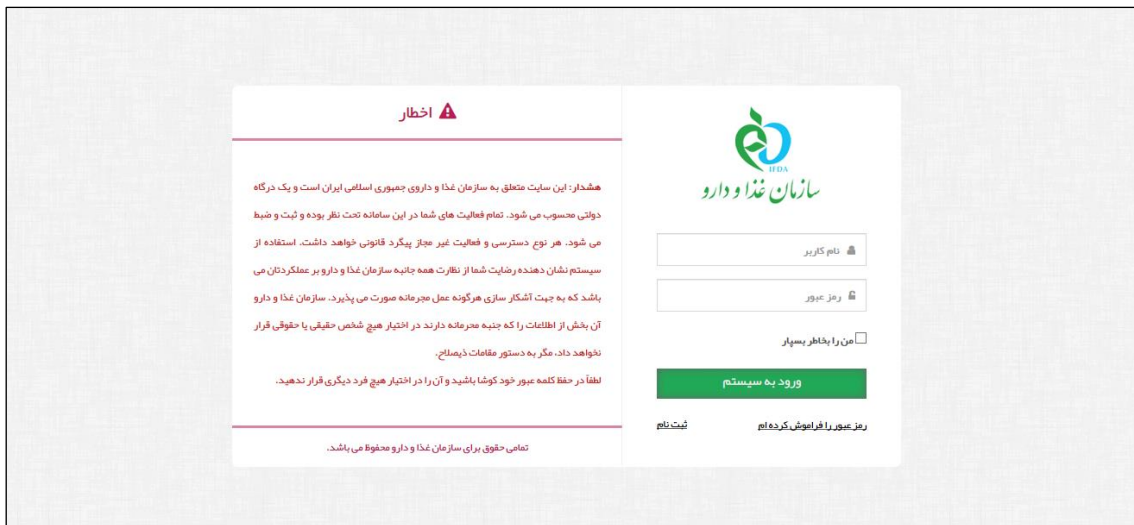 IFDA
سازمان غذا و دارو
نام کاربر
رمز عبور
من را بخاطر بسپار
ورود به سیستم
رمز عبور را فراموش کرده ام
ثبت نام
اخطار
هشدار: این سایت متعلق به سازمان غذا و داروی جمهوری اسلامی ایران است و یک درگاه
دولتی محسوب می شود. تمام فعالیت های شما در این سامانه تحت نظر بوده و ثبت و ضبط
می شود. هر نوع دسترسی و فعالیت غیر مجاز پیگرد قانونی خواهد داشت. استفاده از
سیستم نشان دهنده رضایت شما از نظارت همه جانبه سازمان غذا و دارو بر عملکردتان می
باشد که به جهت آشکار سازی هرگونه عمل مجرمانه صورت می پذیرد. سازمان غذا و دارو
آن بخش از اطلاعات را که جنبه محرمانه دارند در اختیار هیچ شخص حقیقی یا حقوقی قرار
نخواهد داد، مگر به دستور مقامات ذیصلاح.
لطفاً در حفظ کلمه عبور خود کوشا باشید و آن را در اختیار هیچ فرد دیگری قرار ندهید.
تمامی حقوق برای سازمان غذا و دارو محفوظ می باشد.